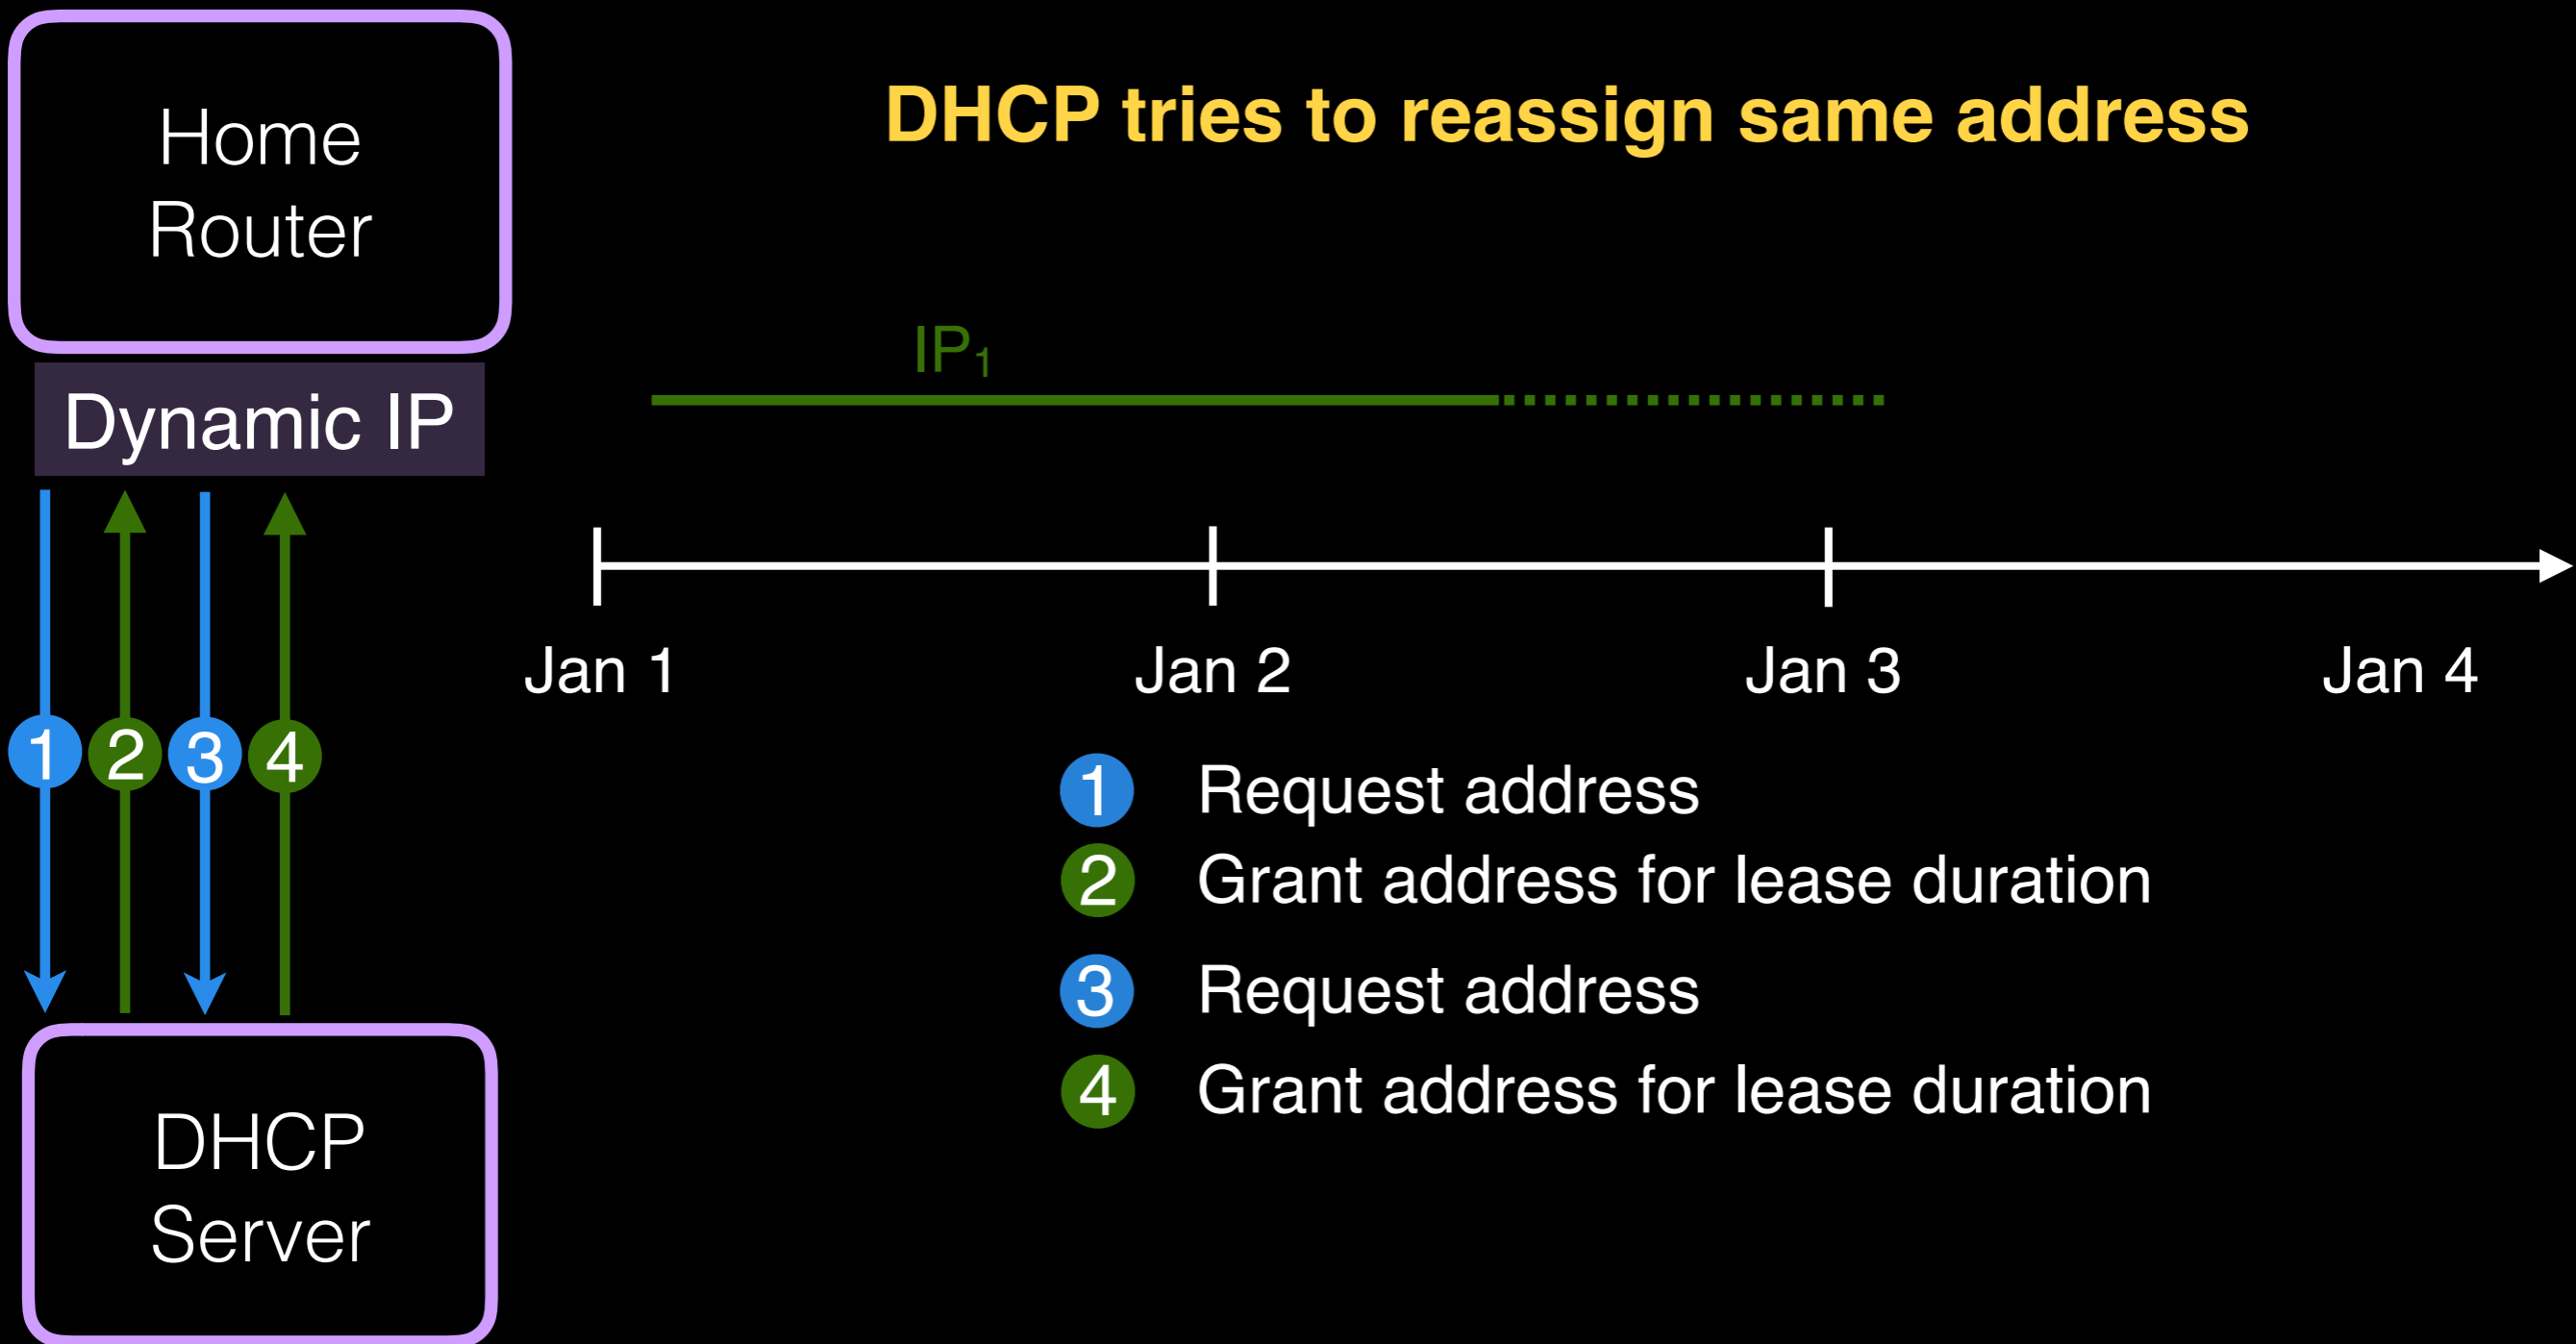 Home
Router
DHCP tries to reassign same address
IP₁
Dynamic IP
Jan 1
Jan 2
Jan 3
Jan 4
1
2
3
4
1 Request address
2 Grant address for lease duration
3 Request address
4 Grant address for lease duration
DHCP
Server